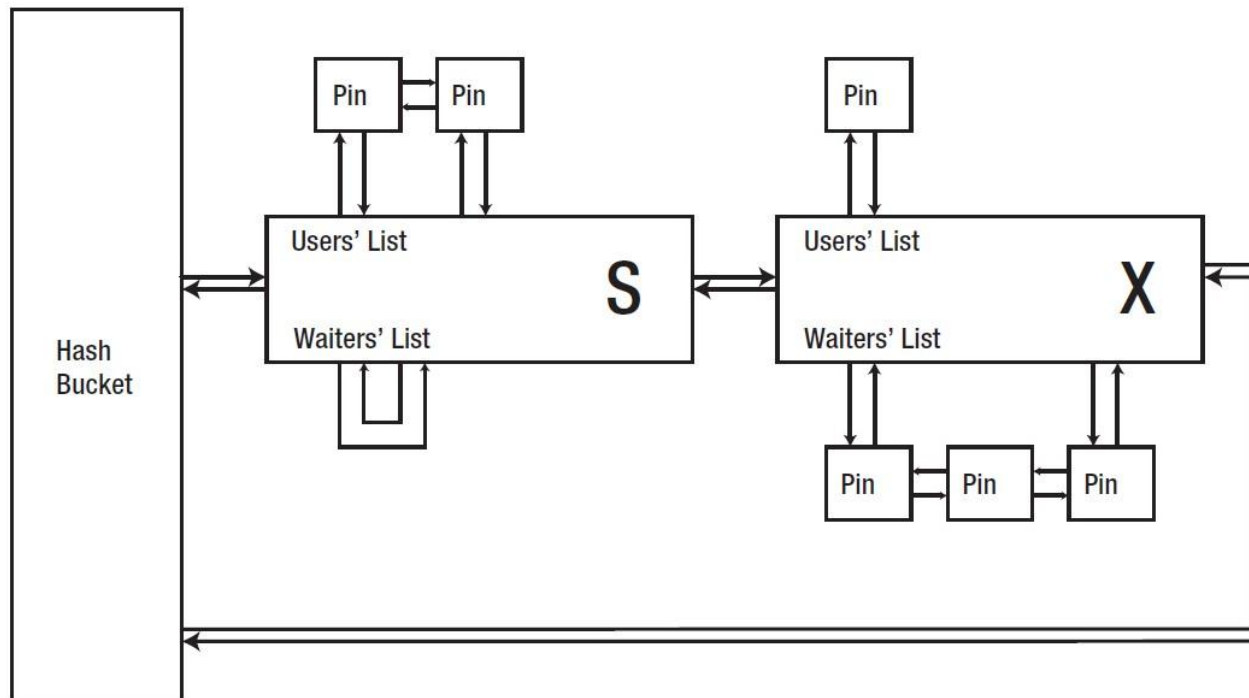 Pin
Pin
Pin
Users' List
S
Users' List
X
Waiters' List
Waiters' List
Hash
Bucket
Pin
Pin
Pin